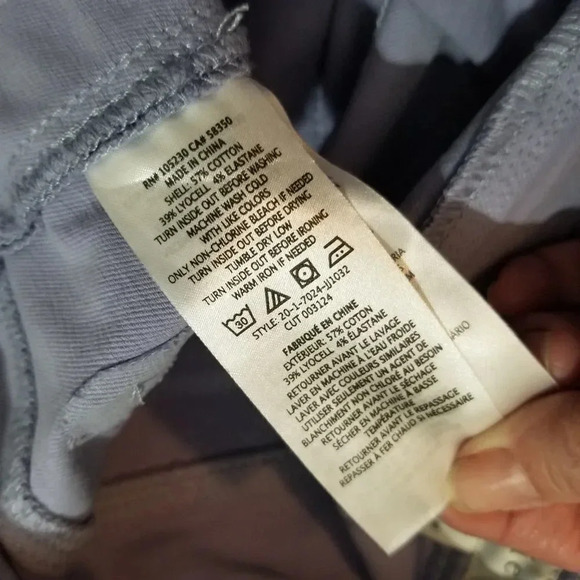 RN# 105230 CA# 58350
MADE IN CHINA
SHELL: 57% COTTON
39% LYOCELL 4% ELASTANE
TURN INSIDE OUT BEFORE WASHING
MACHINE WASH COLD
WITH LIKE COLORS
ONLY NON-CHLORINE BLEACH IF NEEDED
TURN INSIDE OUT BEFORE DRYING
TUMBLE DRY LOW
TURN INSIDE OUT BEFORE IRONING
WARM IRON IF NEEDED
30
STYLE: 20-1-7024-JJ1032
CUT 003124
FABRIQUÉ EN CHINE
EXTÉRIEUR: 57% COTON
39% LYOCELL 4% ÉLASTANE
RETOURNER AVANT LE LAVAGE
LAVER EN MACHINE À L'EAU FROIDE
LAVER AVEC COULEURS SIMILAIRES
UTILISER SEULEMENT UN ACCENT DE
BLANCHIMENT NON COLORE AU BESOIN
RETOURNER AVANT LE SÉCHAGE
SÉCHER EN MACHINE À BASSE
TEMPÉRATURE
RETOURNER AVANT LE REPASSAGE
REPASSER A FER CHAUD SI NÉCESSAIRE